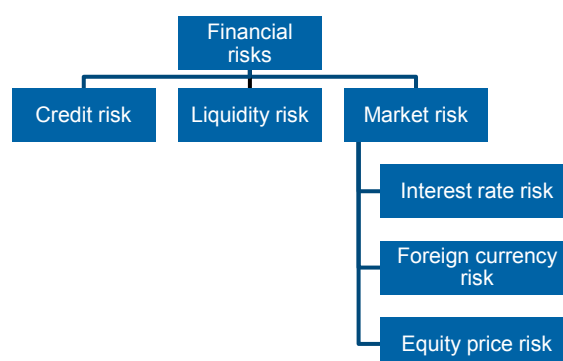 Financial
risks
Credit risk
Liquidity risk
Market risk
Interest rate risk
Foreign currency
risk
Equity price risk